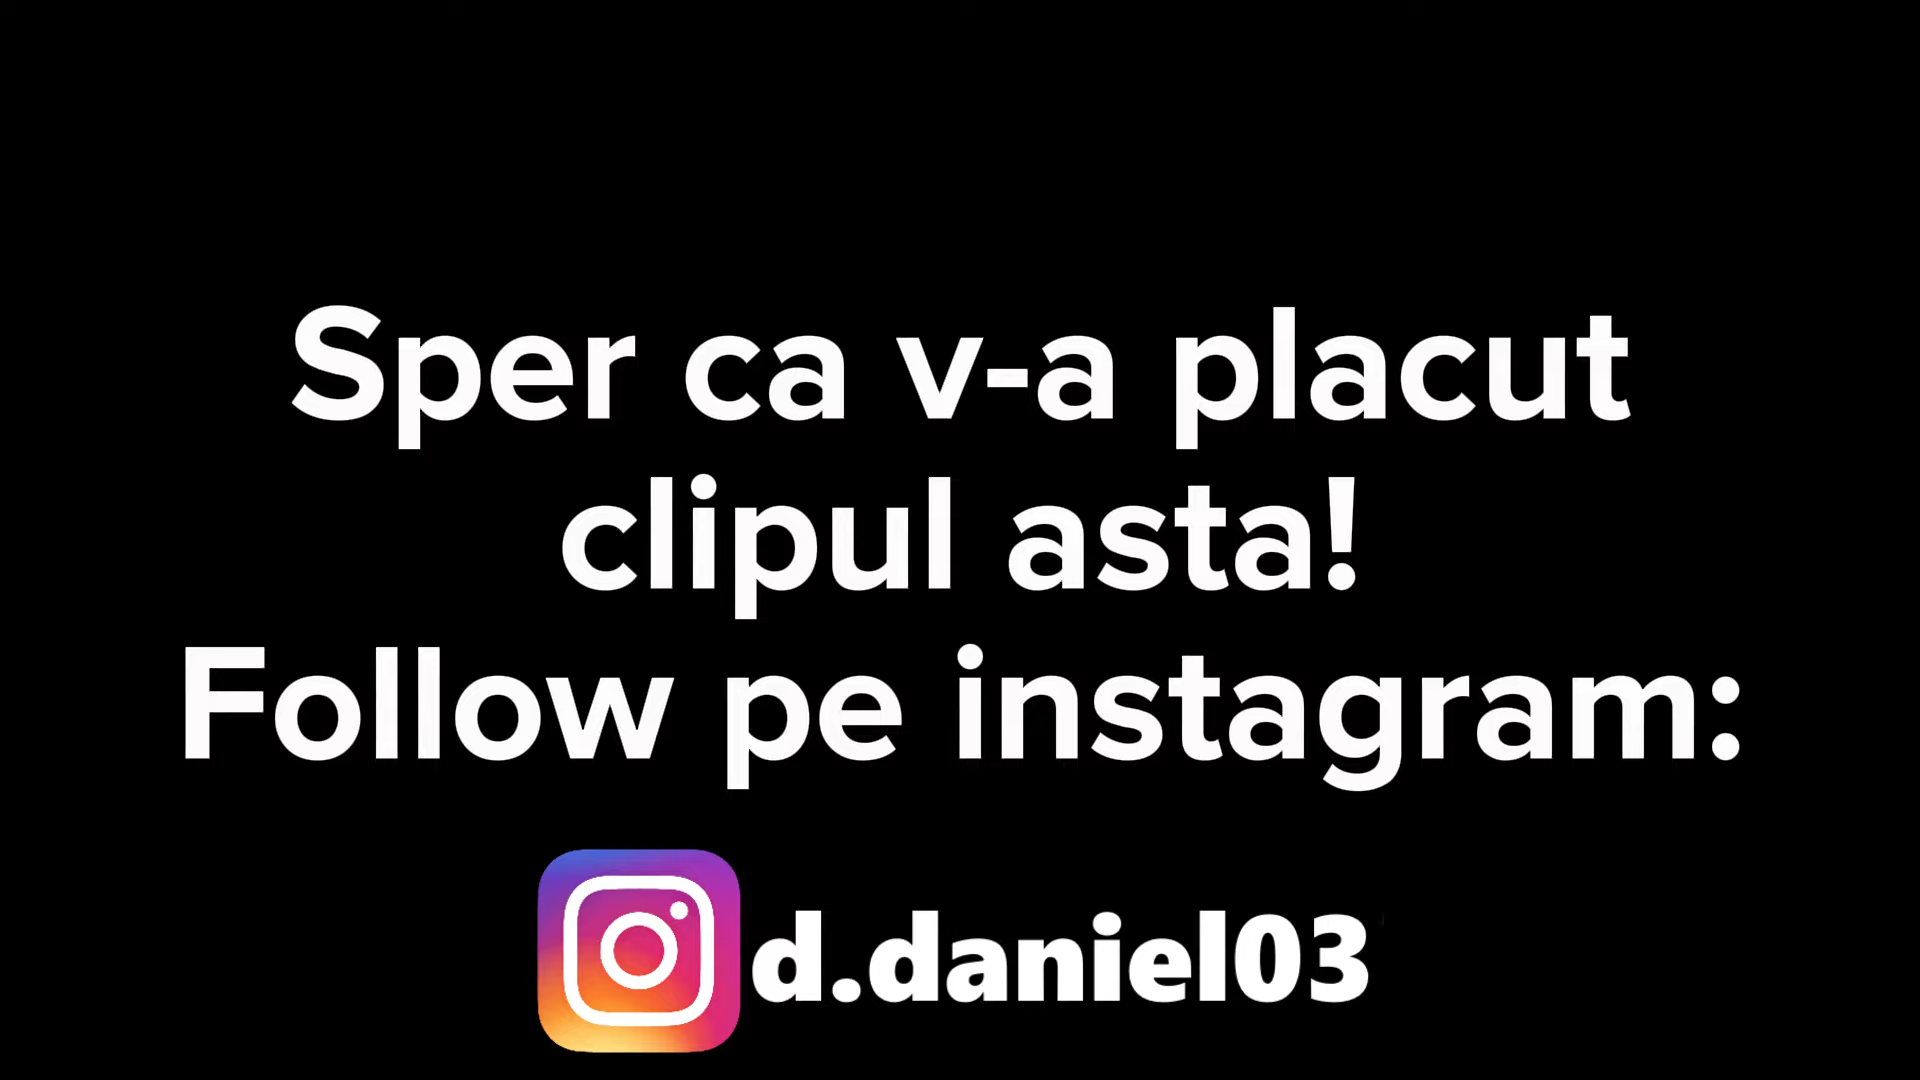 Sper ca v-a placut
clipul asta!
Follow pe instagram:
d.daniel03